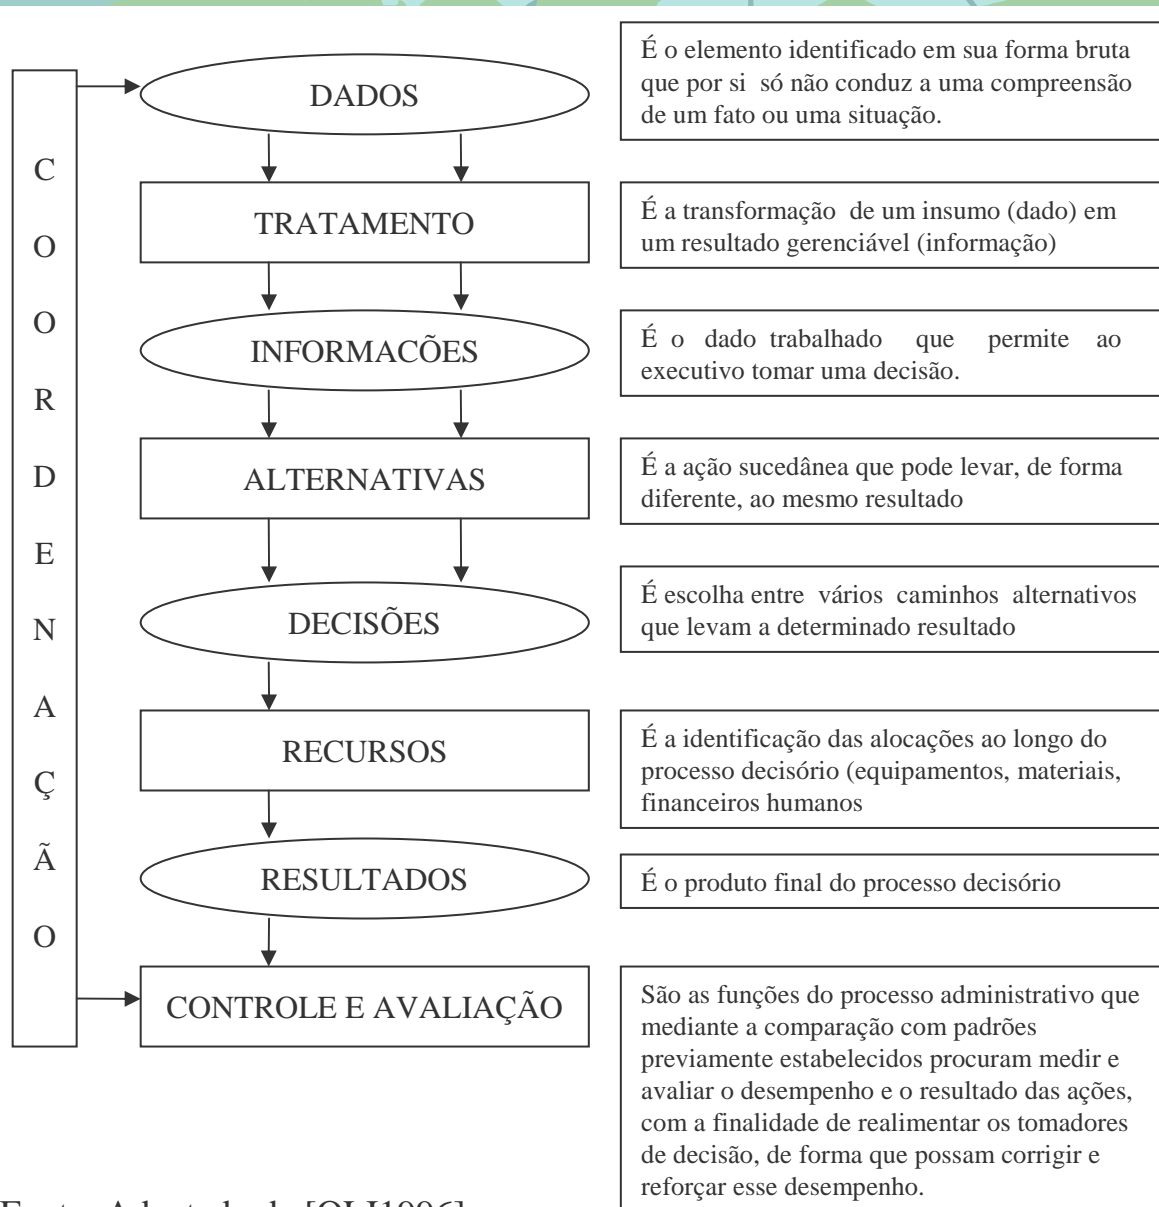 DADOS
É o elemento identificado em sua forma bruta
que por si só não conduz a uma compreensão
de um fato ou uma situação.
TRATAMENTO
É a transformação de um insumo (dado) em
um resultado gerenciável (informação)
INFORMACÕES
É o dado trabalhado que permite ao
executivo tomar uma decisão.
ALTERNATIVAS
É a ação sucedânea que pode levar, de forma
diferente, ao mesmo resultado
DECISÕES
É escolha entre vários caminhos alternativos
que levam a determinado resultado
RECURSOS
É a identificação das alocações ao longo do
processo decisório (equipamentos, materiais,
financeiros humanos
RESULTADOS
É o produto final do processo decisório
CONTROLE E AVALIAÇÃO
São as funções do processo administrativo que
mediante a comparação com padrões
previamente estabelecidos procuram medir e
avaliar o desempenho e o resultado das ações,
com a finalidade de realimentar os tomadores
de decisão, de forma que possam corrigir e
reforçar esse desempenho.
C
O
O
R
D
E
N
A
Ç
Ã
O